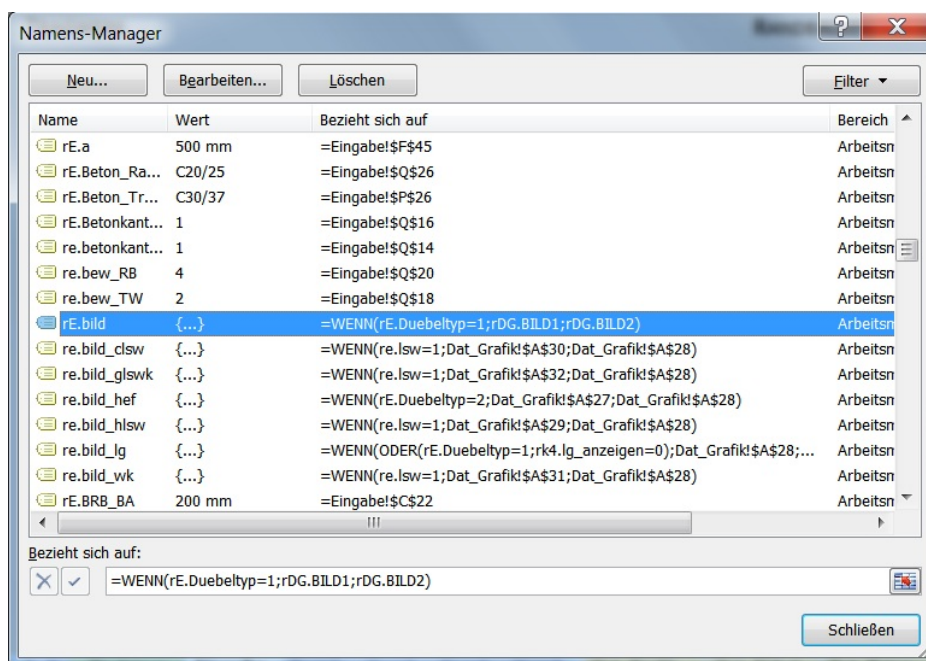 Namens-Manager
Neu... Bearbeiten... Löschen Filter
Name Wert Bezieht sich auf Bereich
rE.a 500 mm =Eingabe!$F$45 Arbeitsm
rE.Beton_Ra... C20/25 =Eingabe!$Q$26 Arbeitsm
rE.Beton_Tr... C30/37 =Eingabe!$P$26 Arbeitsm
rE.Betonkant... 1 =Eingabe!$Q$16 Arbeitsm
re.betonkant... 1 =Eingabe!$Q$14 Arbeitsm
re.bew_RB 4 =Eingabe!$Q$20 Arbeitsm
re.bew_TW 2 =Eingabe!$Q$18 Arbeitsm
rE.bild {...} =WENN(rE.Duebeltyp=1;rDG.BILD1;rDG.BILD2) Arbeitsm
re.bild_clsw {...} =WENN(re.lsw=1;Dat_Grafik!$A$30;Dat_Grafik!$A$28) Arbeitsm
re.bild_glswk {...} =WENN(re.lsw=1;Dat_Grafik!$A$32;Dat_Grafik!$A$28) Arbeitsm
re.bild_hef {...} =WENN(rE.Duebeltyp=2;Dat_Grafik!$A$27;Dat_Grafik!$A$28) Arbeitsm
re.bild_hlsw {...} =WENN(re.lsw=1;Dat_Grafik!$A$29;Dat_Grafik!$A$28) Arbeitsm
re.bild_lg {...} =WENN(ODER(rE.Duebeltyp=1;rk4.lg_anzeigen=0);Dat_Grafik!$A$28;... Arbeitsm
re.bild_wk {...} =WENN(re.lsw=1;Dat_Grafik!$A$31;Dat_Grafik!$A$28) Arbeitsm
rE.BRB_BA 200 mm =Eingabe!$C$22 Arbeitsm
Bezieht sich auf:
=WENN(rE.Duebeltyp=1;rDG.BILD1;rDG.BILD2)
Schließen